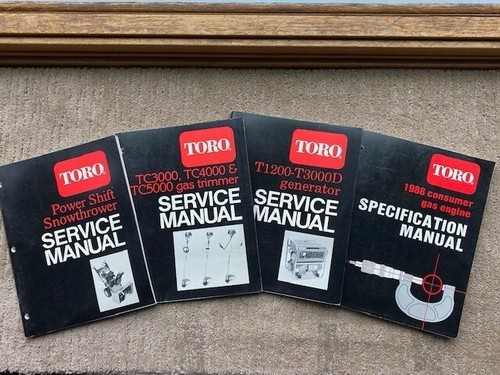 TORO
Power Shift
Snowthrower
SERVICE
MANUAL
TORO
TC3000, TC4000 &
TC5000 gas trimmer
SERVICE
MANUAL
TORO
T1200-T3000D
generator
SERVICE
MANUAL
TORO
1986 consumer
gas engine
SPECIFICATION
MANUAL